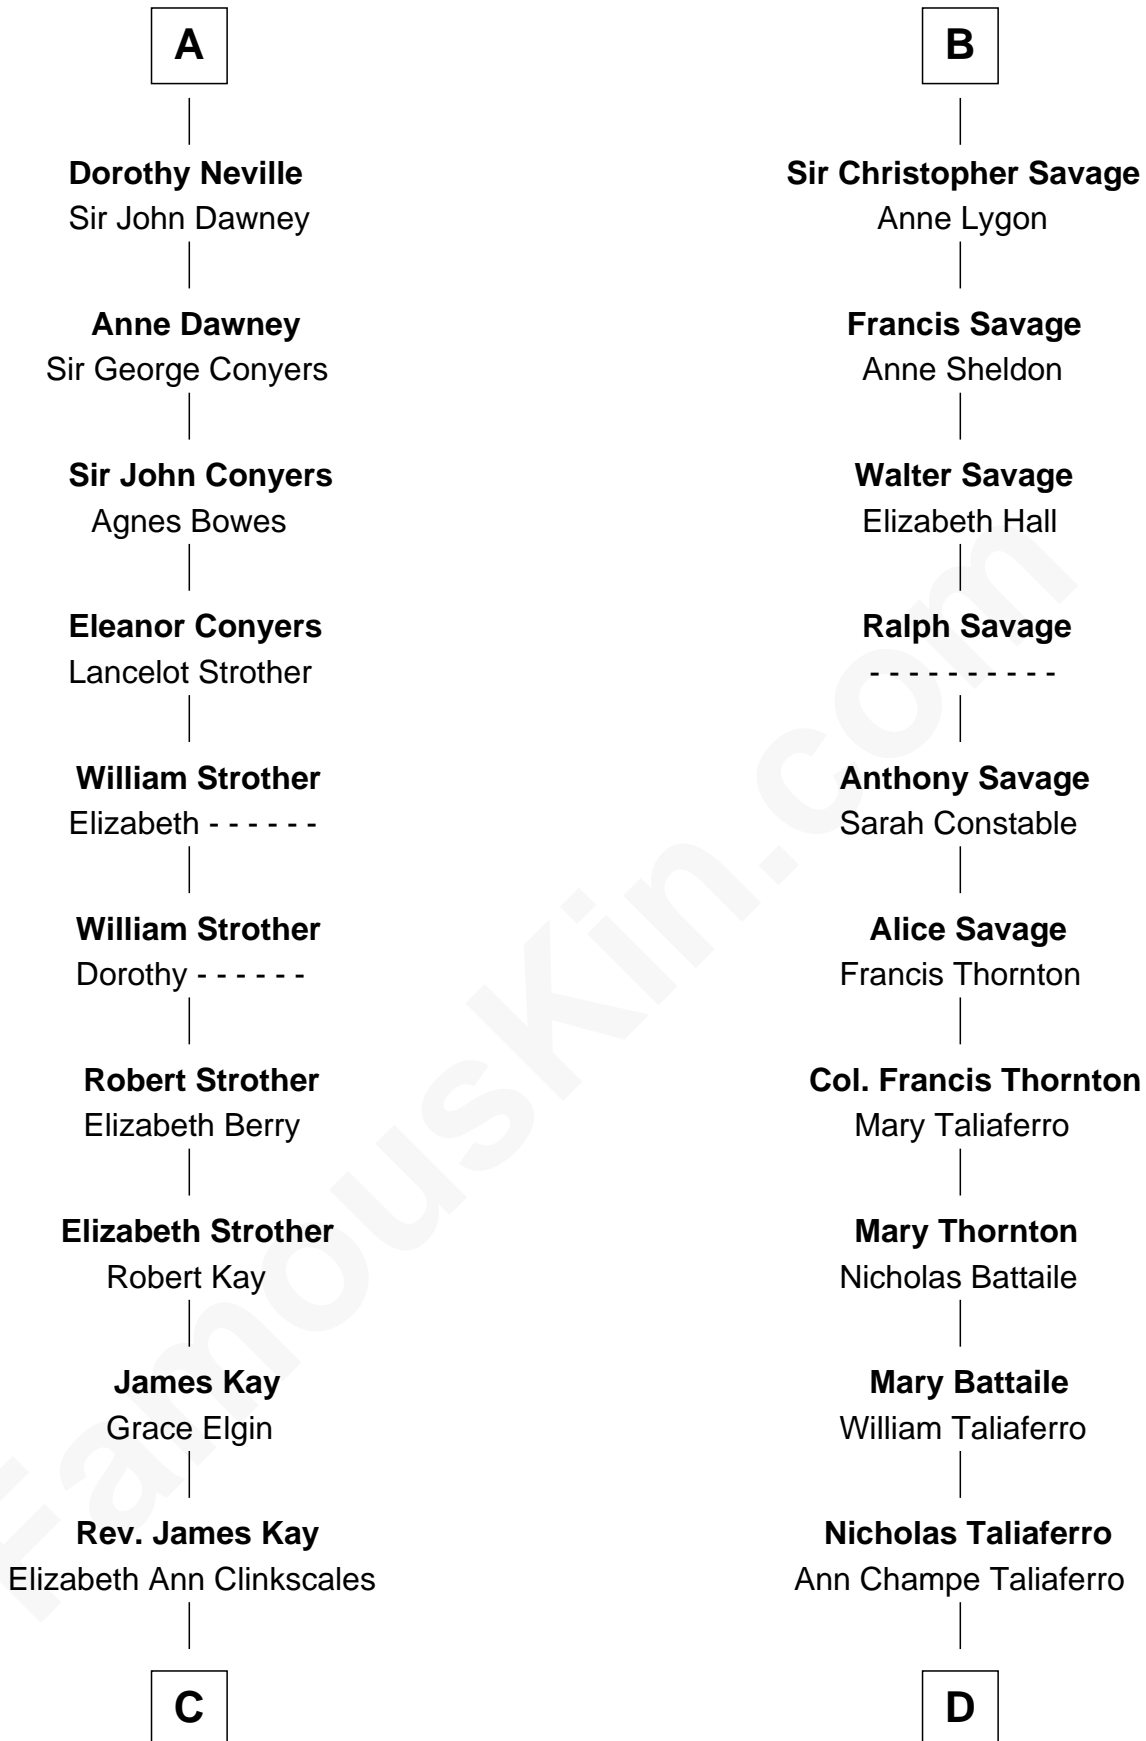 A
Dorothy Neville
Sir John Dawney
Anne Dawney
Sir George Conyers
Sir John Conyers
Agnes Bowes
Eleanor Conyers
Lancelot Strother
William Strother
Elizabeth - - - - - -
William Strother
Dorothy - - - - - -
Robert Strother
Elizabeth Berry
Elizabeth Strother
Robert Kay
James Kay
Grace Elgin
Rev. James Kay
Elizabeth Ann Clinkscales
C
B
Sir Christopher Savage
Anne Lygon
Francis Savage
Anne Sheldon
Walter Savage
Elizabeth Hall
Ralph Savage
- - - - - - - - - -
Anthony Savage
Sarah Constable
Alice Savage
Francis Thornton
Col. Francis Thornton
Mary Taliaferro
Mary Thornton
Nicholas Battaile
Mary Battaile
William Taliaferro
Nicholas Taliaferro
Ann Champe Taliaferro
D
FamousKin.com